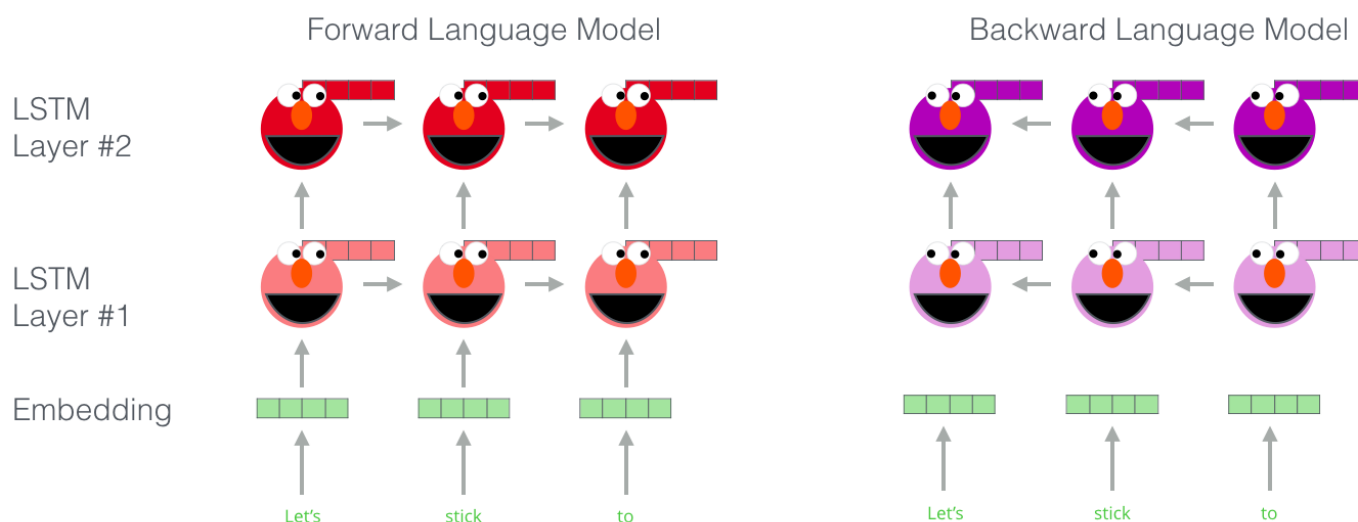 Forward Language Model
Backward Language Model
LSTM
Layer #2
LSTM
Layer #1
Embedding
Let's stick to
Let's stick to